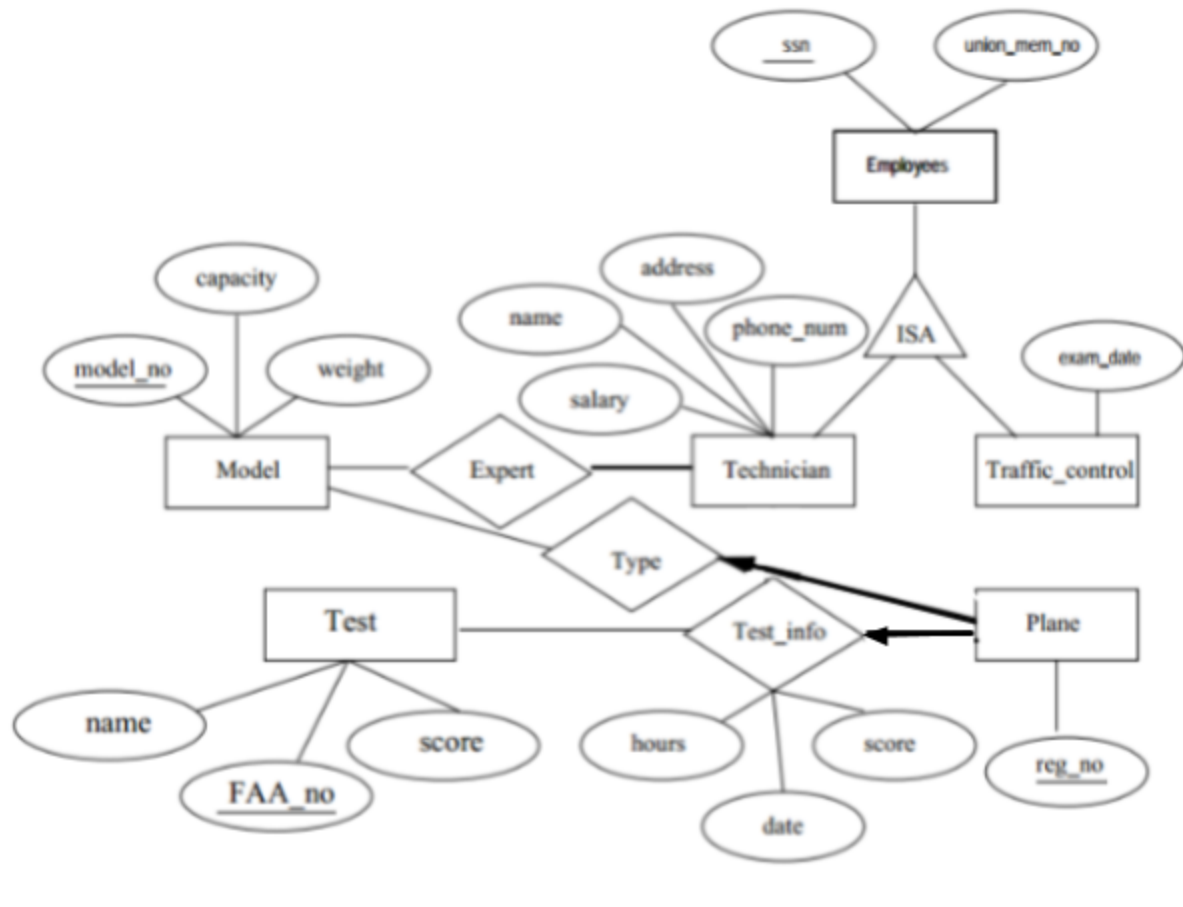 ssn
union_mem_no
Employees
address
capacity
name
phone_num
ISA
exam_date
model_no
weight
salary
Model
Expert
Technician
Traffic_control
Type
Test
Test_info
Plane
name
score
hours
score
reg_no
FAA_no
date